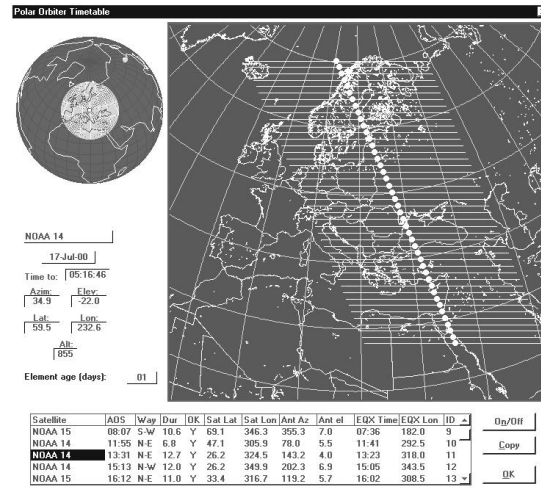 Polar Orbiter Timetable
NOAA 14
17-Jul-00
Time to: 05:16:46
Azim: Elev:
34.9 -22.0
Lat: Lon:
59.5 232.6
Alt:
855
Element age (days): 01
Satellite AOS Way Dur OK Sat Lat Sat Lon Ant Az Ant el EQX Time EQX Lon ID
NOAA 15 08:07 S-W 10.6 Y 69.1 346.3 355.3 7.0 07:36 182.0 9
NOAA 14 11:55 N-E 6.8 Y 47.1 305.9 78.0 5.5 11:41 292.5 10
NOAA 14 13:31 N-E 12.7 Y 26.2 324.5 143.2 4.0 13:23 318.0 11
NOAA 14 15:13 N-W 12.0 Y 26.2 349.9 202.3 6.9 15:05 343.5 12
NOAA 15 16:12 N-E 11.0 Y 33.4 316.7 119.2 5.7 16:02 308.5 13
On/Off
Copy
OK